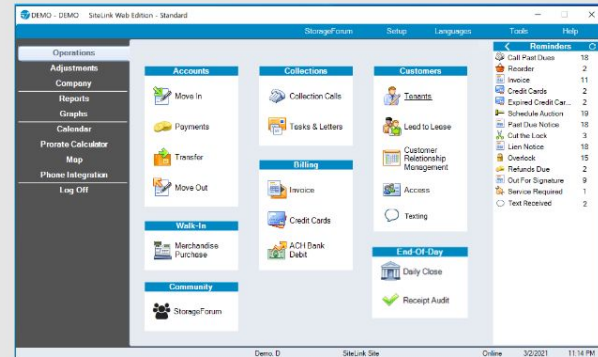 DEMO - DEMO SiteLink Web Edition - Standard
StorageForum Setup Languages Tools Help
Operations
Adjustments
Company
Reports
Graphs
Calendar
Prorate Calculator
Map
Phone Integration
Log Off
Accounts
Move In
Payments
Transfer
Move Out
Walk-In
Merchandise
Purchase
Community
StorageForum
Collections
Collection Calls
Tasks & Letters
Billing
Invoice
Credit Cards
ACH Bank
Debit
Customers
Tenants
Lead to Lease
Customer
Relationship
Management
Access
Texting
End-Of-Day
Daily Close
Receipt Audit
Reminders
Call Past Dues 18
Reorder 2
Invoice 11
Credit Cards 2
Expired Credit Car... 2
Schedule Auction 19
Past Due Notice 18
Cut the Lock 3
Lien Notice 18
Overlock 15
Refunds Due 2
Out For Signature 9
Service Required 1
Text Received 2
Demo, D SiteLink Site Online 3/2/2021 11:14 PM